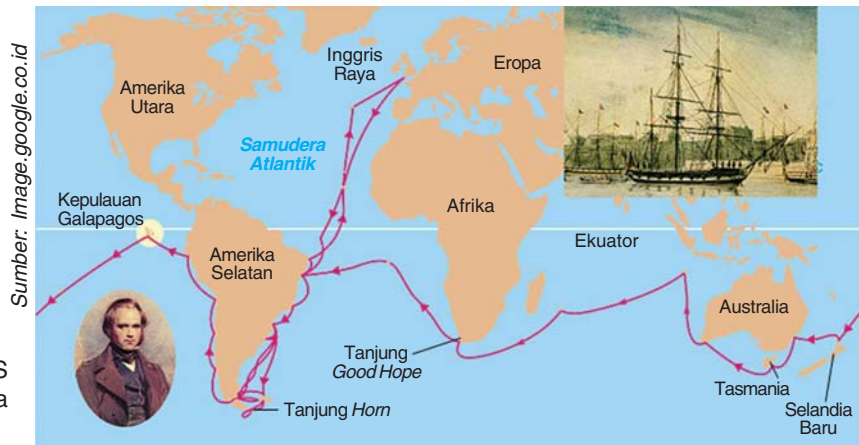 Sumber: Image.google.co.id
Amerika
Utara
Inggris
Raya
Eropa
Samudera
Atlantik
Kepulauan
Galapagos
Afrika
Ekuator
Amerika
Selatan
Australia
Tanjung
Good Hope
Tanjung Horn
Tasmania
Selandia
Baru
S
a